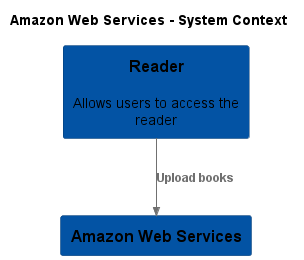 Amazon Web Services - System Context
Reader
Allows users to access the
reader
Upload books
Amazon Web Services